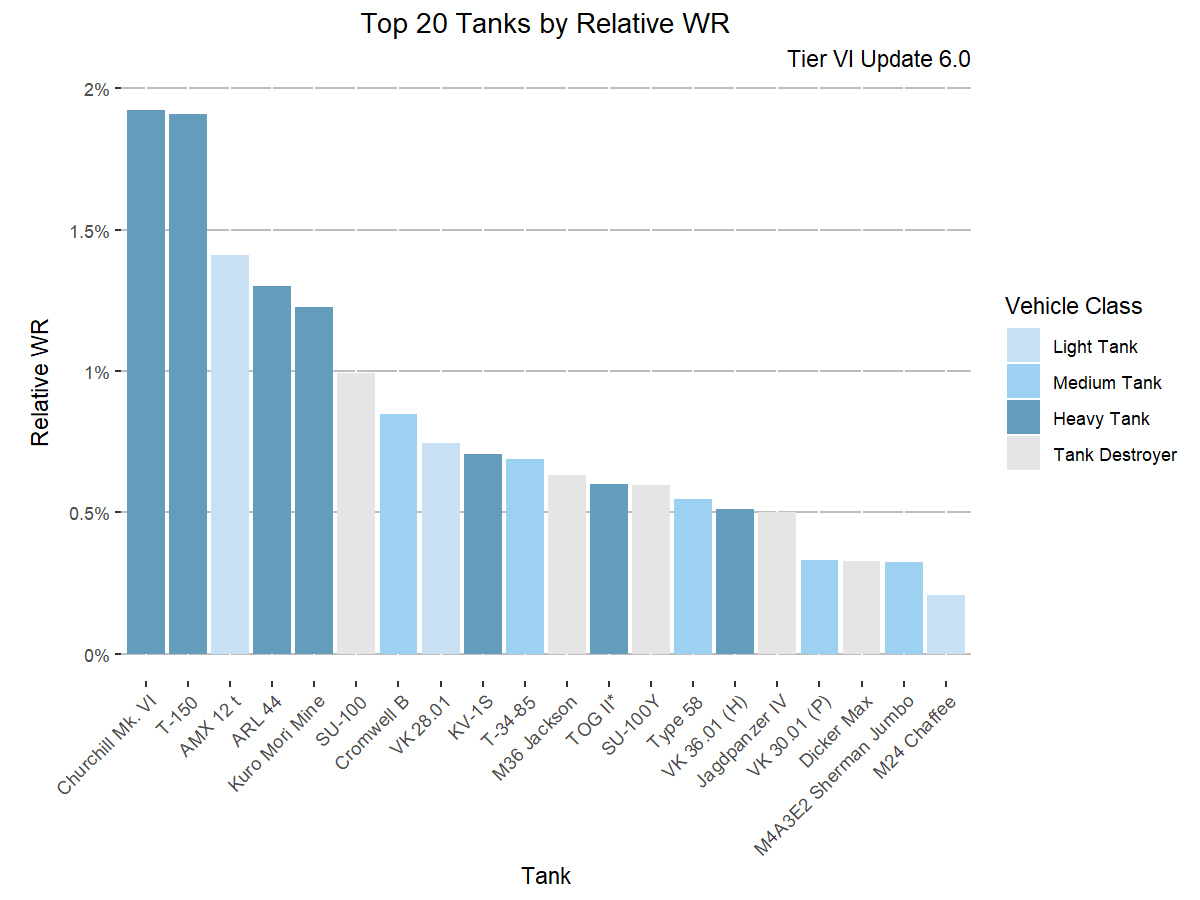 Top 20 Tanks by Relative WR
Tier VI Update 6.0
2%
1.5%
1%
0.5%
0%
Relative WR
Churchill Mk. VI
T-150
AMX 12 t
ARL 44
Kuro Mori Mine
SU-100
Cromwell B
VK 28.01
KV-1S
T-34-85
M36 Jackson
TOG II*
SU-100Y
Type 58
VK 36.01 (H)
Jagdpanzer IV
VK 30.01 (P)
Dicker Max
M4A3E2 Sherman Jumbo
M24 Chaffee
Tank
Vehicle Class
Light Tank
Medium Tank
Heavy Tank
Tank Destroyer